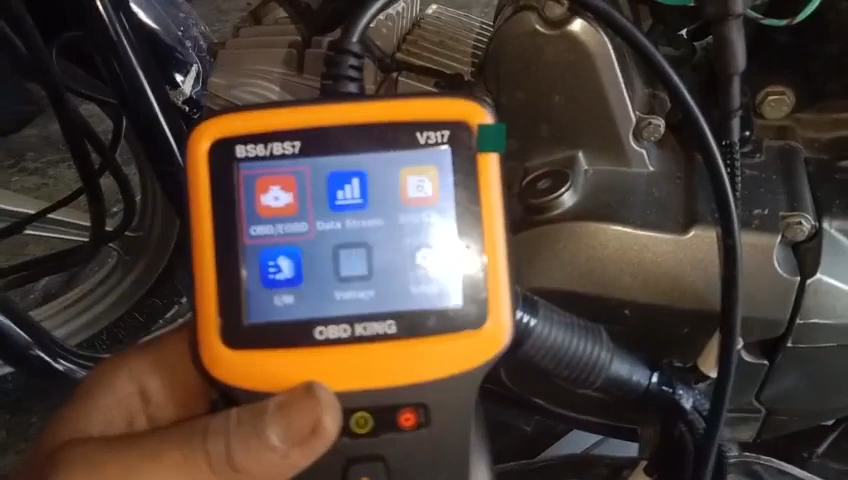 BS6/BS7 V317
OBD/EOBD Data Stream
I/M Voltage
OBD KING